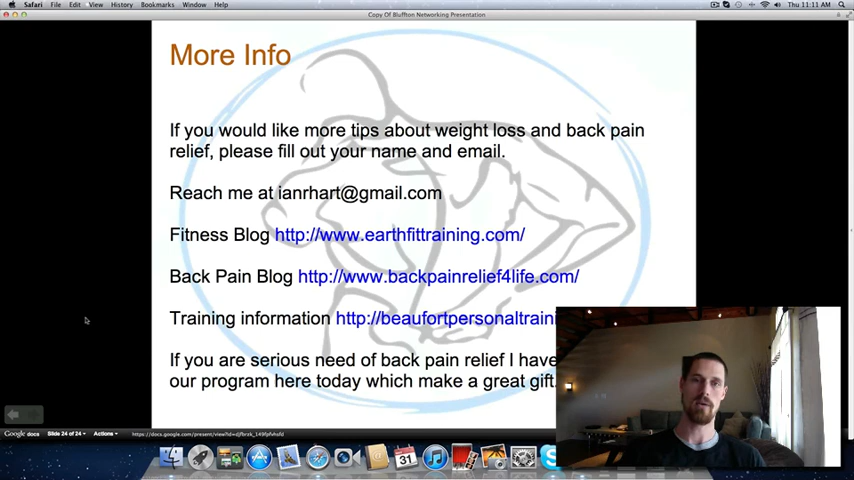 Safari File Edit View History Bookmarks Window Help Thu 11:11 AM
Copy Of Bluffton Networking Presentation
More Info
If you would like more tips about weight loss and back pain
relief, please fill out your name and email.
Reach me at ianrhart@gmail.com
Fitness Blog http://www.earthfittraining.com/
Back Pain Blog http://www.backpainrelief4life.com/
Training information http://beaufortpersonaltraini
If you are serious need of back pain relief I have
our program here today which make a great gift.
Google docs Slide 24 of 24 Actions
31